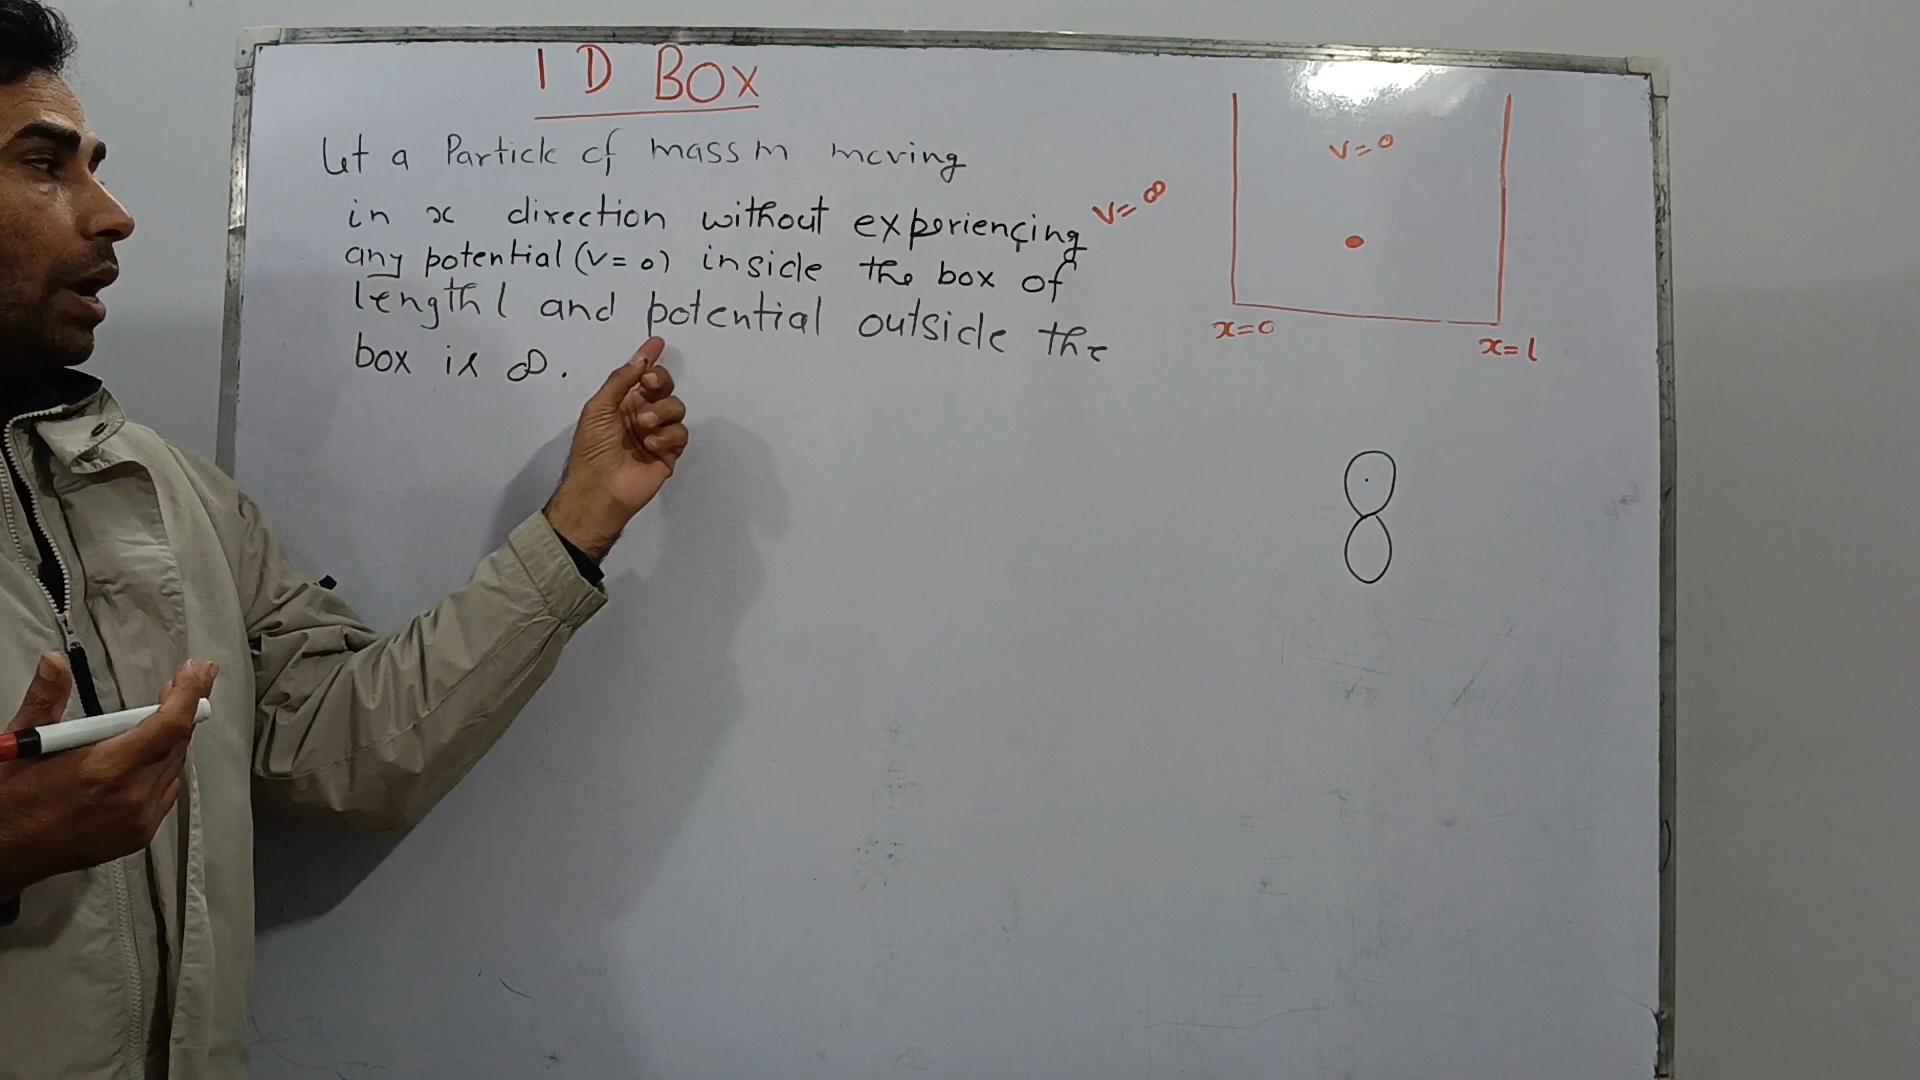 1 D BOX
Let a Particle of mass m moving
in x direction without experiencing
any potential (v=0) inside the box of
length l and potential outside the
box is ∞.
v=∞
v=0
x=0
x=l